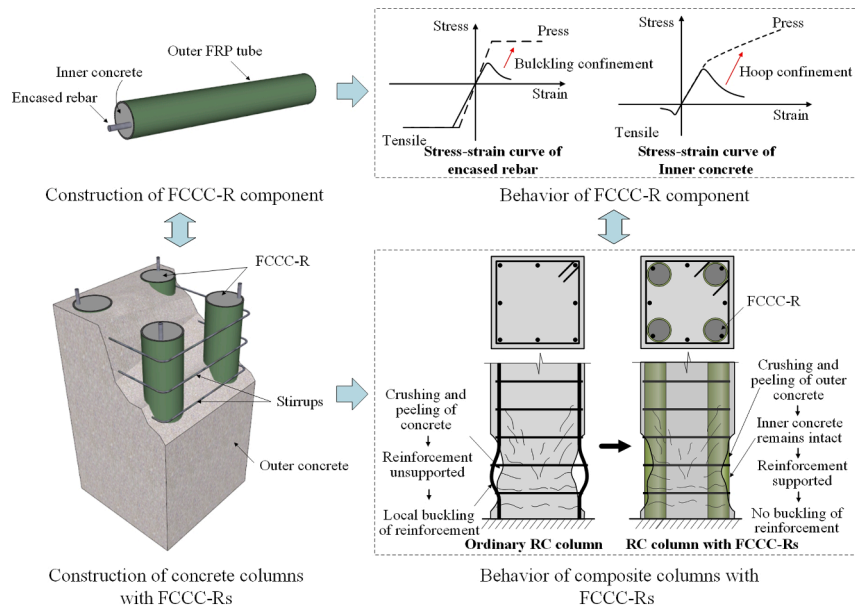 Outer FRP tube
Inner concrete
Encased rebar
Construction of FCCC-R component
Stress
Press
Bulckling confinement
Strain
Tensile
Stress-strain curve of
encased rebar
Stress
Press
Hoop confinement
Strain
Tensile
Stress-strain curve of
Inner concrete
Behavior of FCCC-R component
FCCC-R
Stirrups
Outer concrete
Construction of concrete columns
with FCCC-Rs
FCCC-R
Crushing and
peeling of
concrete
Reinforcement
unsupported
Local buckling
of reinforcement
Ordinary RC column
Crushing and
peeling of outer
concrete
Inner concrete
remains intact
Reinforcement
supported
No buckling of
reinforcement
RC column with FCCC-Rs
Behavior of composite columns with
FCCC-Rs